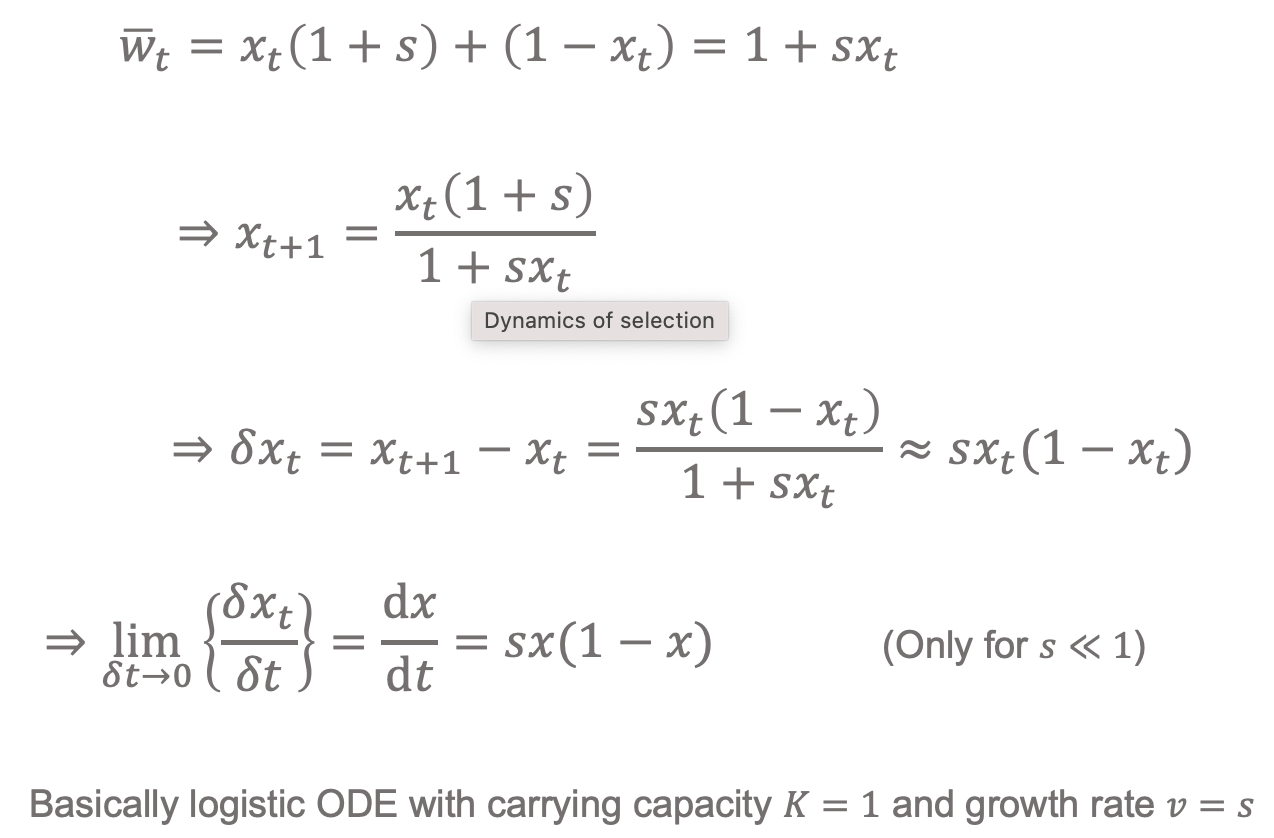 w̅ₜ = xₜ(1 + s) + (1 − xₜ) = 1 + sxₜ
⇒ xₜ₊₁ = xₜ(1 + s) / 1 + sxₜ
Dynamics of selection
⇒ δxₜ = xₜ₊₁ − xₜ = sxₜ(1 − xₜ) / 1 + sxₜ ≈ sxₜ(1 − xₜ)
⇒ lim δt→0 {δxₜ / δt} = dx / dt = sx(1 − x) (Only for s ≪ 1)
Basically logistic ODE with carrying capacity K = 1 and growth rate v = s